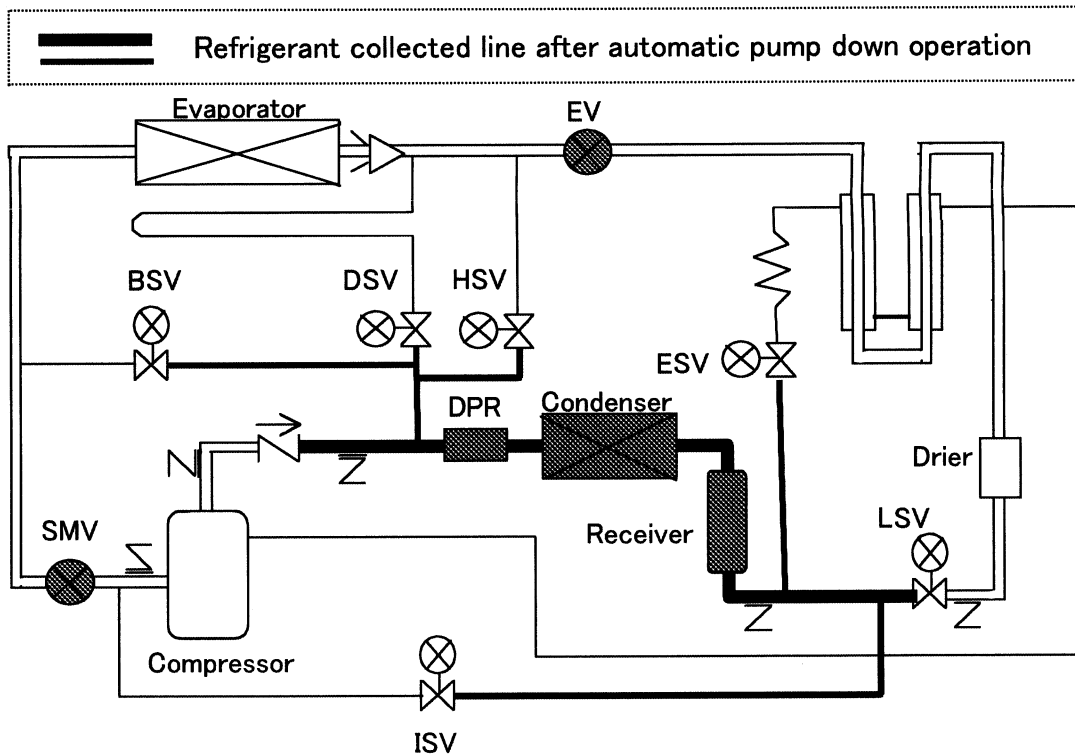 Refrigerant collected line after automatic pump down operation
Evaporator
EV
BSV
DSV
HSV
ESV
DPR
Condenser
Drier
SMV
Receiver
LSV
Compressor
ISV